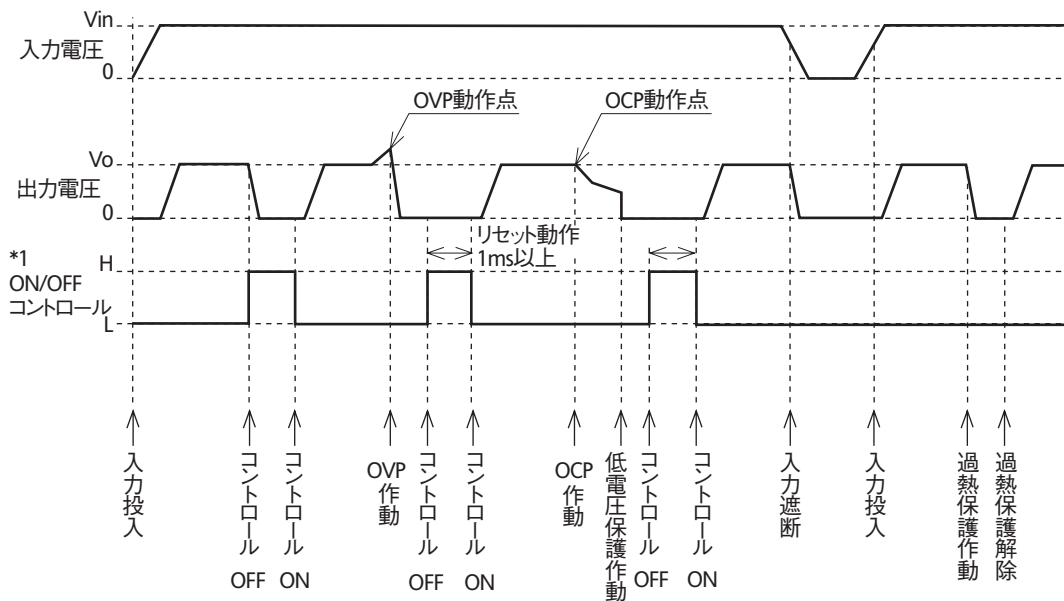 Vin
入力電圧
0
OVP動作点
OCP動作点
Vo
出力電圧
0
リセット動作
1ms以上
*1
ON/OFF
コントロール
H
L
入力投入
コントロール OFF
コントロール ON
OVP作動
コントロール OFF
コントロール ON
OCP作動
低電圧保護作動
コントロール OFF
コントロール ON
入力遮断
入力投入
過熱保護作動
過熱保護解除